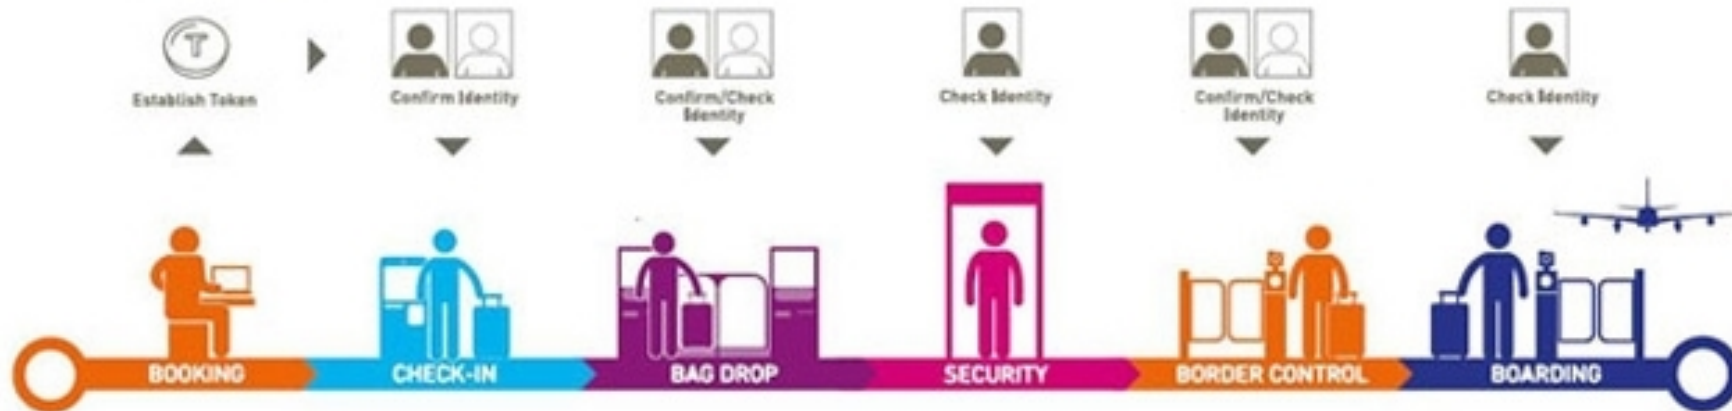 T
Establish Token
Confirm Identity
Confirm/Check
Identity
Check Identity
Confirm/Check
Identity
Check Identity
BOOKING
CHECK-IN
BAG DROP
SECURITY
BORDER CONTROL
BOARDING